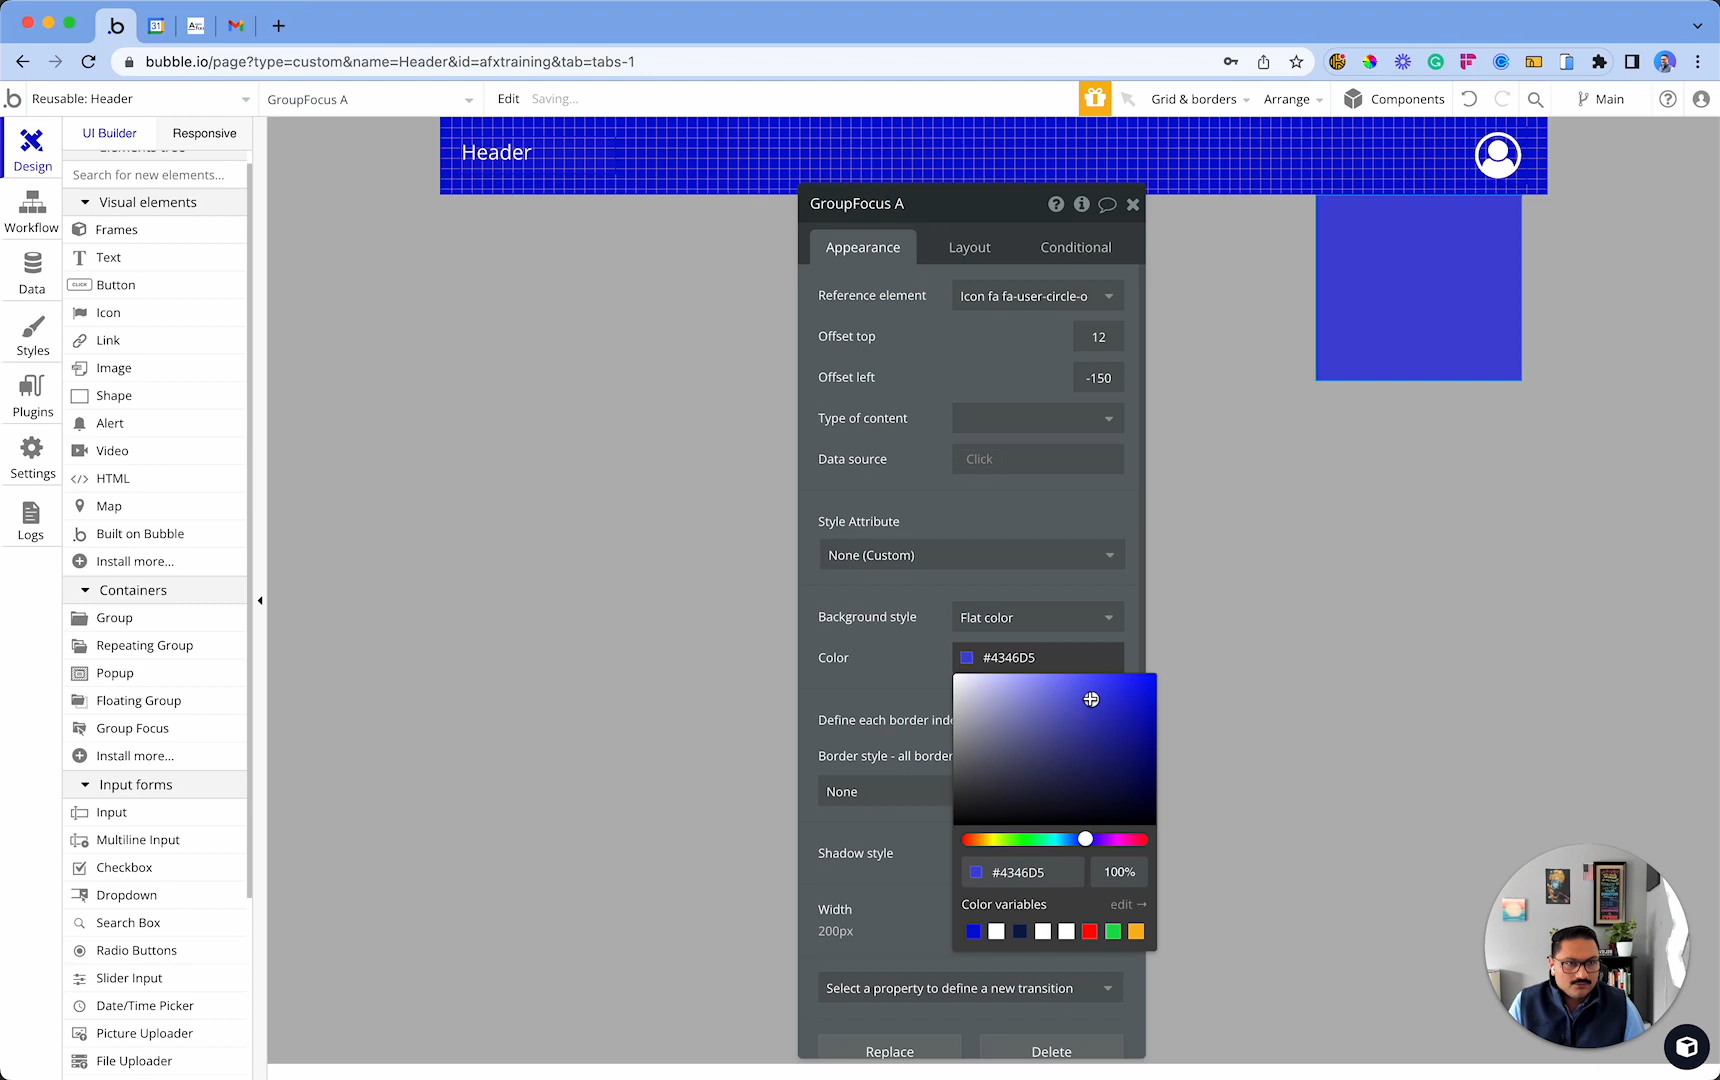 31
bubble.io/page?type=custom&name=Header&id=afxtraining&tab=tabs-1
Reusable: Header
GroupFocus A
Edit
Saving...
Grid & borders
Arrange
Components
Main
Design
Workflow
Data
Styles
Plugins
Settings
Logs
UI Builder
Responsive
Search for new elements...
Visual elements
Frames
Text
CLICK
Button
Icon
Link
Image
Shape
Alert
Video
HTML
Map
Built on Bubble
Install more...
Containers
Group
Repeating Group
Popup
Floating Group
Group Focus
Install more...
Input forms
Input
Multiline Input
Checkbox
Dropdown
Search Box
Radio Buttons
Slider Input
Date/Time Picker
Picture Uploader
File Uploader
Header
GroupFocus A
Appearance
Layout
Conditional
Reference element
Icon fa fa-user-circle-o
Offset top
12
Offset left
-150
Type of content
Data source
Click
Style Attribute
None (Custom)
Background style
Flat color
Color
#4346D5
Define each border inde
Border style - all border
None
Shadow style
Width
200px
#4346D5
100%
Color variables
edit →
Select a property to define a new transition
Replace
Delete